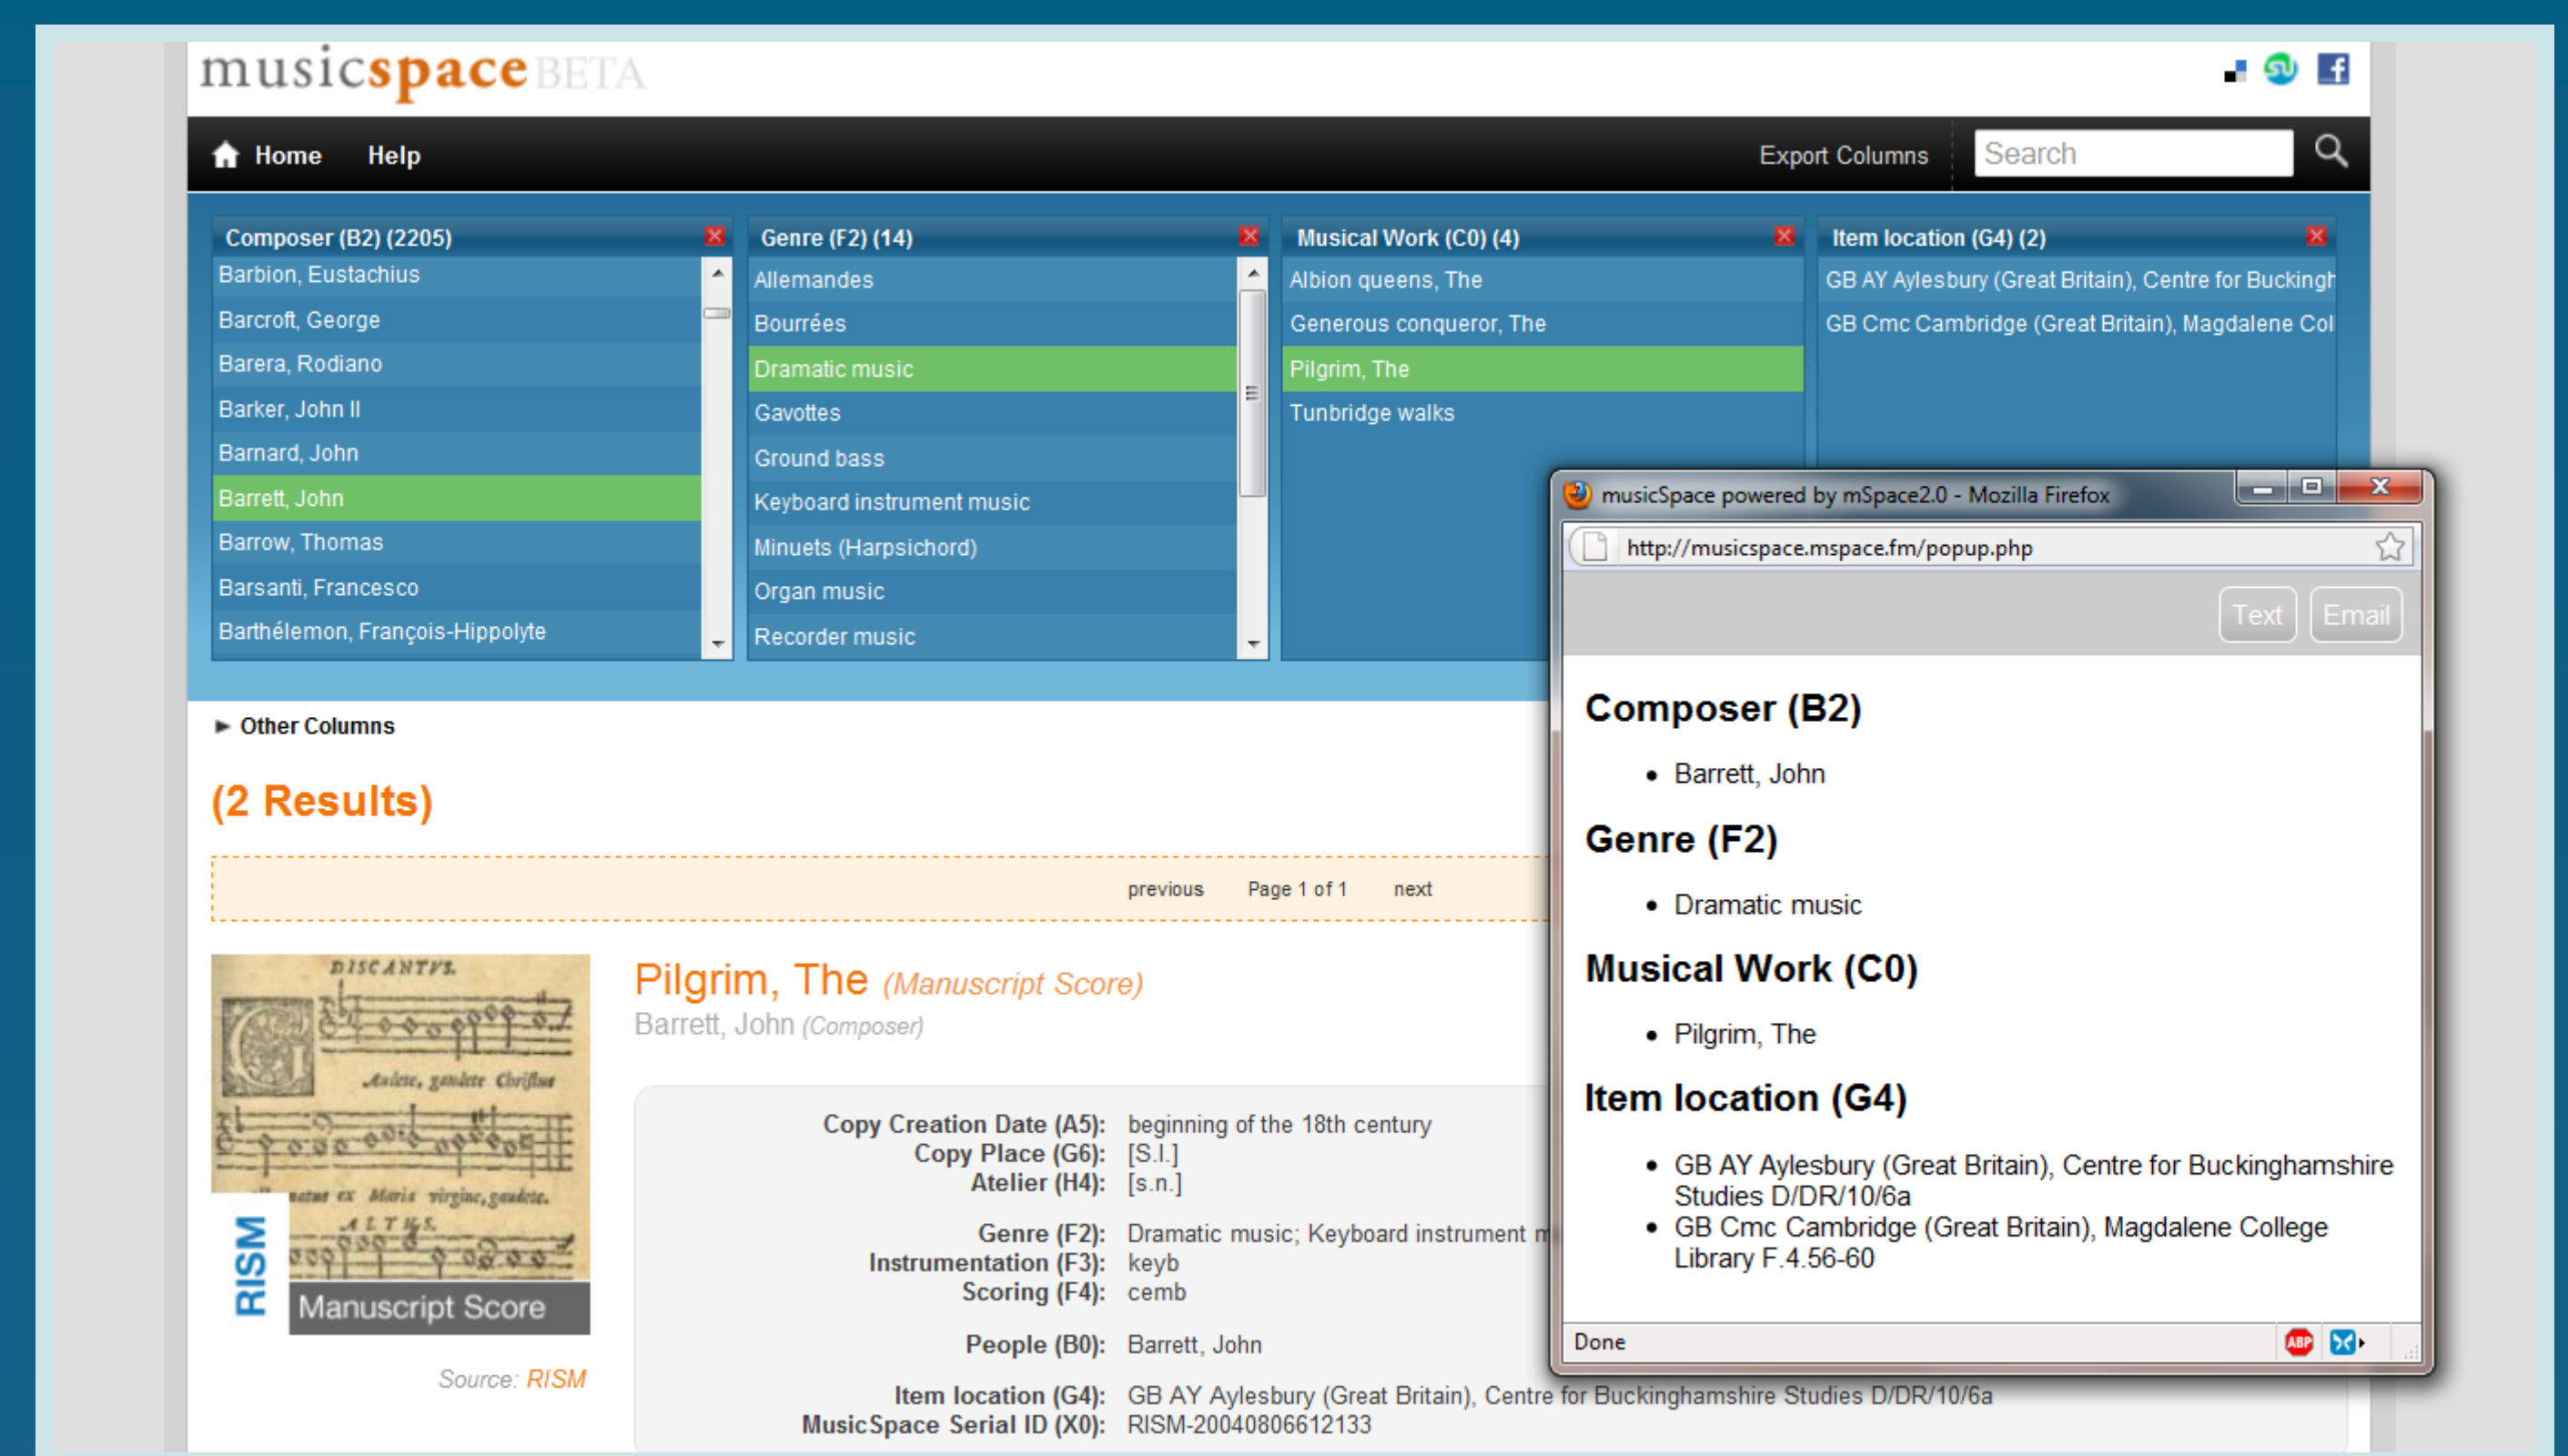 musicspace BETA
Home Help Export Columns Search
Composer (B2) (2205)
Barbion, Eustachius
Barcroft, George
Barera, Rodiano
Barker, John II
Barnard, John
Barrett, John
Barrow, Thomas
Barsanti, Francesco
Barthélemon, François-Hippolyte
Genre (F2) (14)
Allemandes
Bourrées
Dramatic music
Gavottes
Ground bass
Keyboard instrument music
Minuets (Harpsichord)
Organ music
Recorder music
Musical Work (C0) (4)
Albion queens, The
Generous conqueror, The
Pilgrim, The
Tunbridge walks
Item location (G4) (2)
GB AY Aylesbury (Great Britain), Centre for Buckingh
GB Cmc Cambridge (Great Britain), Magdalene Col
Other Columns
(2 Results)
previous Page 1 of 1 next
DISCANTVS.
gaudete Christus
natus ex Maria virgine, gaudete.
ALTVS.
RISM
Manuscript Score
Source: RISM
Pilgrim, The (Manuscript Score)
Barrett, John (Composer)
Copy Creation Date (A5): beginning of the 18th century
Copy Place (G6): [S.l.]
Atelier (H4): [s.n.]
Genre (F2): Dramatic music; Keyboard instrument m
Instrumentation (F3): keyb
Scoring (F4): cemb
People (B0): Barrett, John
Item location (G4): GB AY Aylesbury (Great Britain), Centre for Buckinghamshire Studies D/DR/10/6a
MusicSpace Serial ID (X0): RISM-20040806612133
musicSpace powered by mSpace2.0 - Mozilla Firefox
http://musicspace.mspace.fm/popup.php
Text Email
Composer (B2)
• Barrett, John
Genre (F2)
• Dramatic music
Musical Work (C0)
• Pilgrim, The
Item location (G4)
• GB AY Aylesbury (Great Britain), Centre for Buckinghamshire
Studies D/DR/10/6a
• GB Cmc Cambridge (Great Britain), Magdalene College
Library F.4.56-60
Done ABP